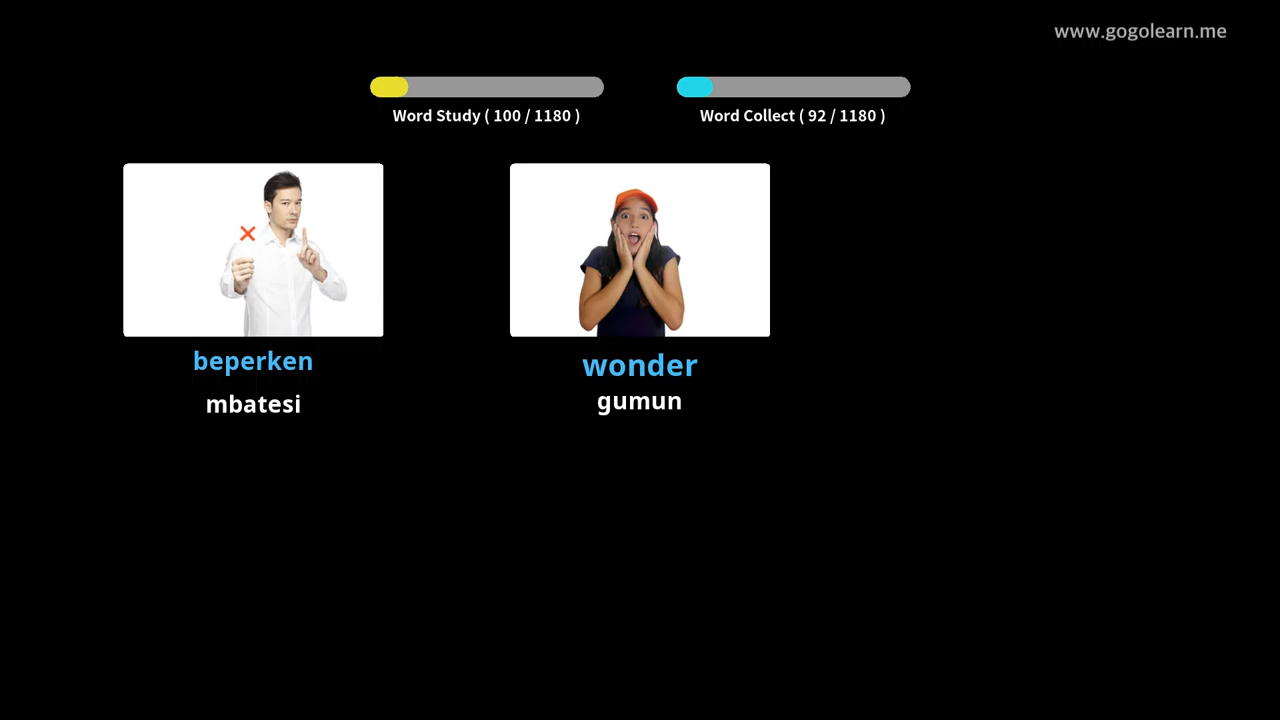 www.gogolearn.me
Word Study ( 100 / 1180 )
Word Collect ( 92 / 1180 )
beperken
mbatesi
wonder
gumun